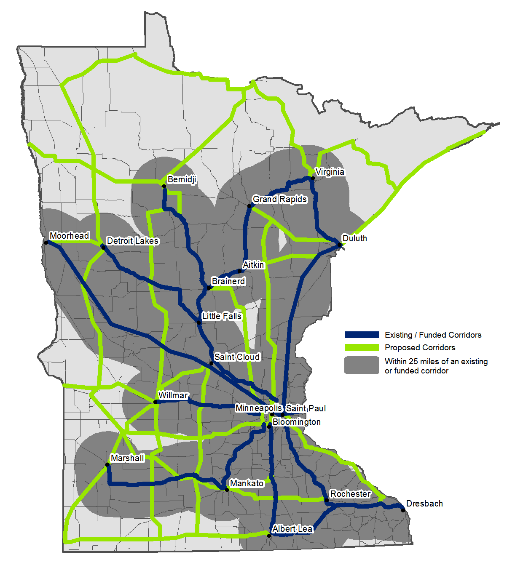 Virginia
Bemidji
Grand Rapids
Moorhead
Detroit Lakes
Duluth
Aitkin
Brainerd
Little Falls
Existing / Funded Corridors
Proposed Corridors
Within 25 miles of an existing
or funded corridor
Saint Cloud
Willmar
Minneapolis Saint Paul
Bloomington
Marshall
Mankato
Rochester
Dresbach
Albert Lea